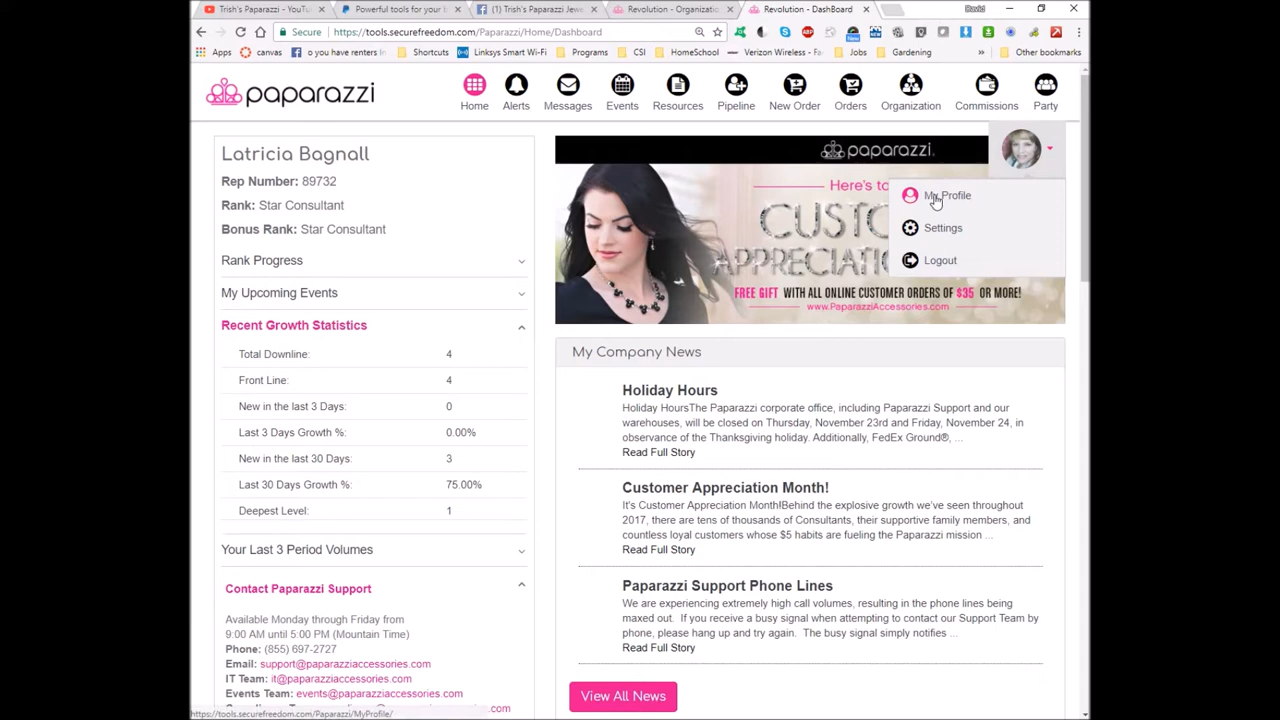 Trish's Paparazzi - YouTu
Powerful tools for your b
(1) Trish's Paparazzi Jewe
Revolution - Organizatio
Revolution - DashBoard
David
Secure
https://tools.securefreedom.com/Paparazzi/Home/Dashboard
Apps
canvas
o you have renters In
Shortcuts
Linksys Smart Wi-Fi
Programs
CSI
HomeSchool
Verizon Wireless - Fa
Jobs
Gardening
Other bookmarks
paparazzi
Home
Alerts
Messages
Events
Resources
Pipeline
New Order
Orders
Organization
Commissions
Party
Latricia Bagnall
Rep Number: 89732
Rank: Star Consultant
Bonus Rank: Star Consultant
Rank Progress
My Upcoming Events
Recent Growth Statistics
Total Downline: 4
Front Line: 4
New in the last 3 Days: 0
Last 3 Days Growth %: 0.00%
New in the last 30 Days: 3
Last 30 Days Growth %: 75.00%
Deepest Level: 1
Your Last 3 Period Volumes
Contact Paparazzi Support
Available Monday through Friday from
9:00 AM until 5:00 PM (Mountain Time)
Phone: (855) 697-2727
Email: support@paparazziaccessories.com
IT Team: it@paparazziaccessories.com
Events Team: events@paparazziaccessories.com
https://tools.securefreedom.com/Paparazzi/MyProfile/
paparazzi
Here's to
CUSTO
APPRECIATI
FREE GIFT WITH ALL ONLINE CUSTOMER ORDERS OF $35 OR MORE!
www.PaparazziAccessories.com
My Profile
Settings
Logout
My Company News
Holiday Hours
Holiday HoursThe Paparazzi corporate office, including Paparazzi Support and our
warehouses, will be closed on Thursday, November 23rd and Friday, November 24, in
observance of the Thanksgiving holiday. Additionally, FedEx Ground®, ...
Read Full Story
Customer Appreciation Month!
It's Customer Appreciation Month!Behind the explosive growth we've seen throughout
2017, there are tens of thousands of Consultants, their supportive family members, and
countless loyal customers whose $5 habits are fueling the Paparazzi mission ...
Read Full Story
Paparazzi Support Phone Lines
We are experiencing extremely high call volumes, resulting in the phone lines being
maxed out. If you receive a busy signal when attempting to contact our Support Team by
phone, please hang up and try again. The busy signal simply notifies ...
Read Full Story
View All News